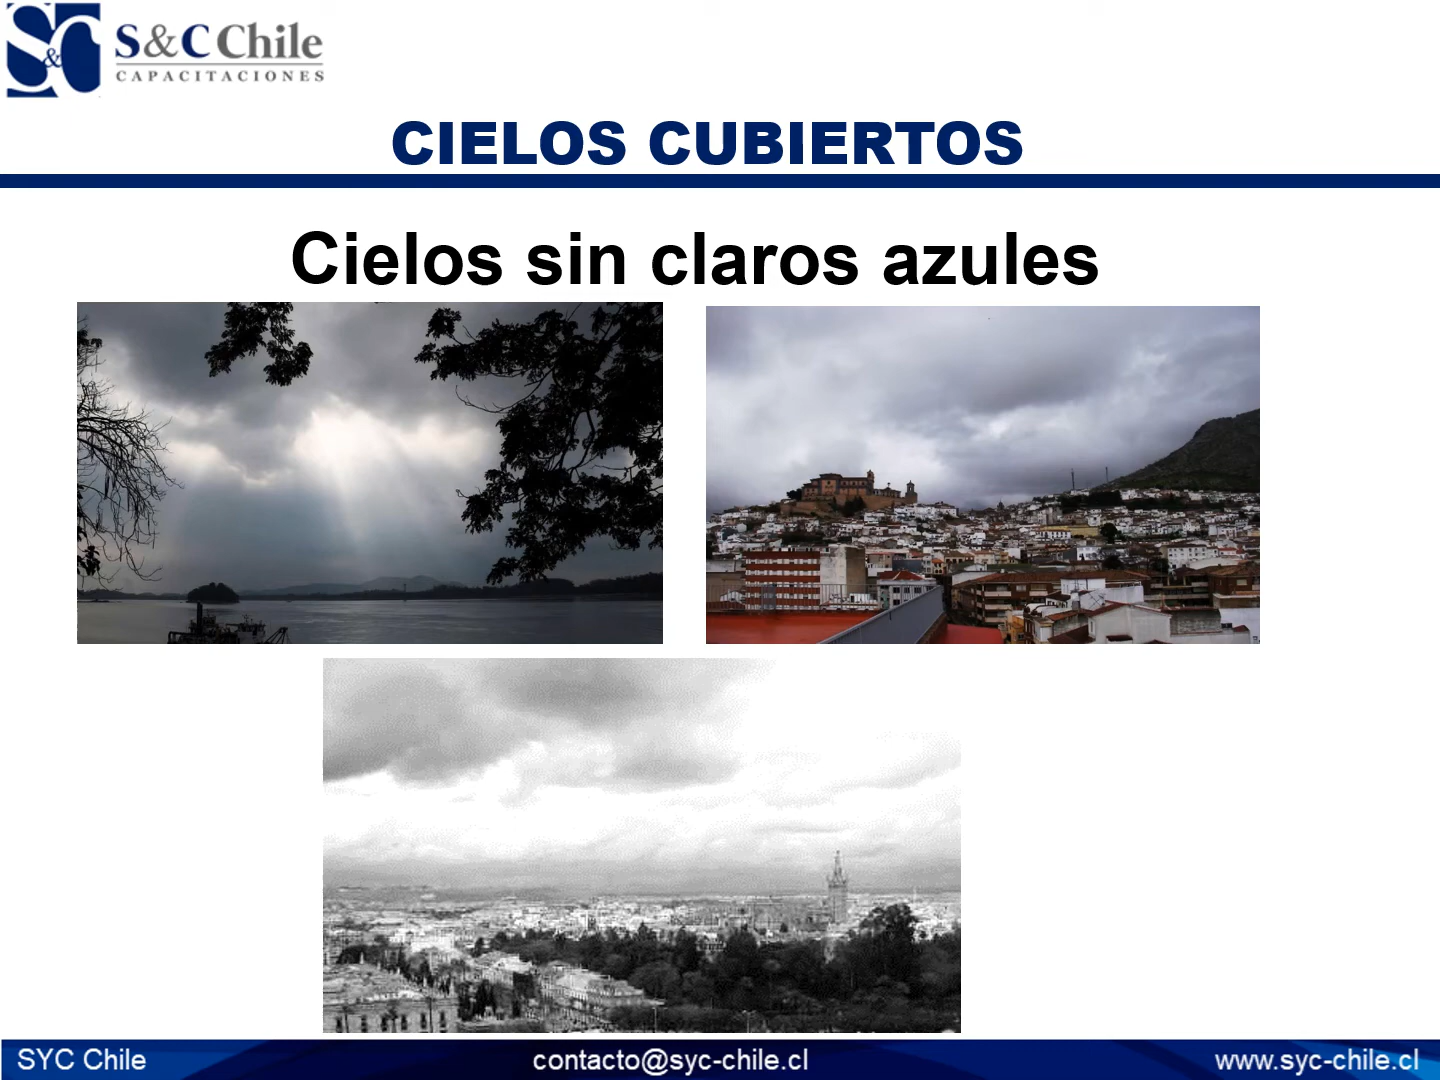 S&C
S&C Chile
CAPACITACIONES
CIELOS CUBIERTOS
Cielos sin claros azules
SYC Chile
contacto@syc-chile.cl
www.syc-chile.cl